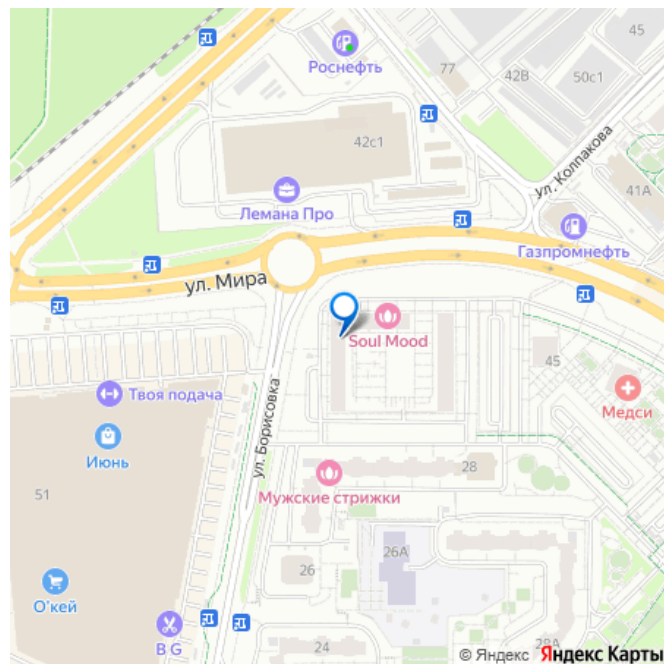 45
Роснефть
77
42В
50с1
42с1
ул. Колпакова
41А
Лемана Про
Газпромнефть
ул. Мира
Soul Mood
45
Твоя подача
Медси
ул. Борисовка
Июнь
28
Мужские стрижки
51
26А
26
О'кей
B G
24
28А
© Яндекс Яндекс Карты